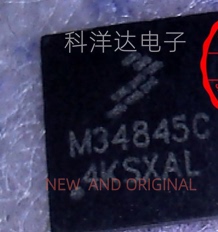 科洋达电子
M34845C
4KSXAL
NEW AND ORIGINAL